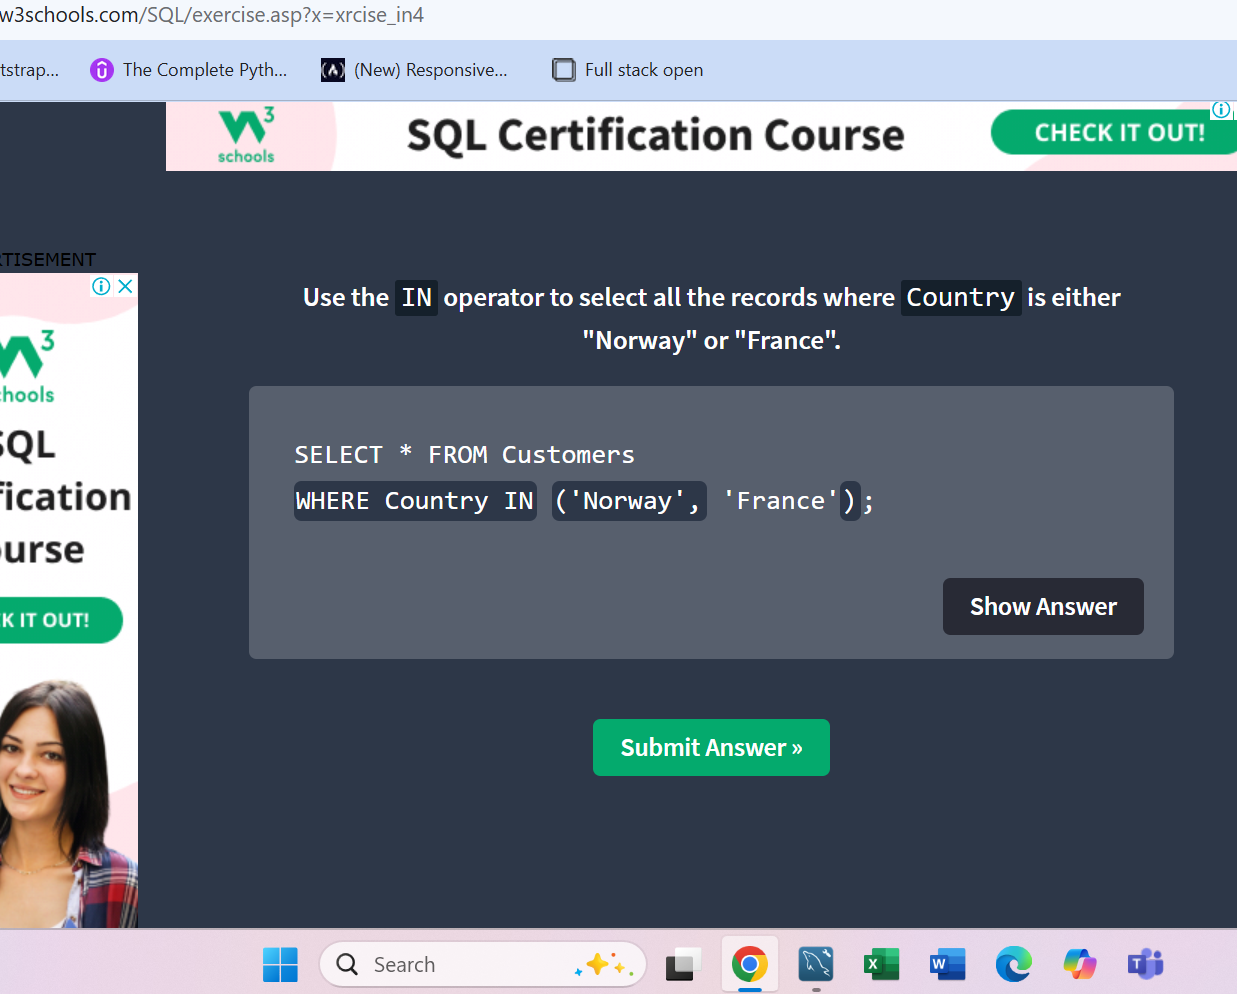 w3schools.com/SQL/exercise.asp?x=xrcise_in4
tstrap...
The Complete Pyth...
(New) Responsive...
Full stack open
W3
schools
SQL Certification Course
CHECK IT OUT!
RTISEMENT
3
hools
SQL
fication
ourse
K IT OUT!
Use the IN operator to select all the records where Country is either
"Norway" or "France".
SELECT * FROM Customers
WHERE Country IN ('Norway', 'France');
Show Answer
Submit Answer »
Search
X
W
T